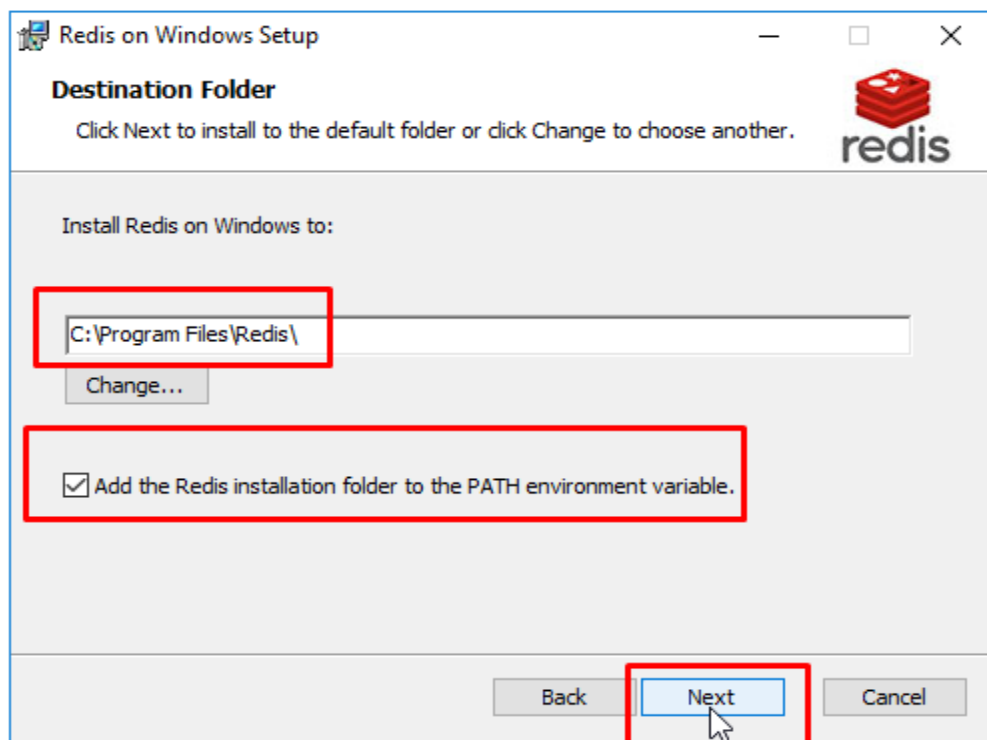 Redis on Windows Setup
Destination Folder
Click Next to install to the default folder or click Change to choose another.
redis
Install Redis on Windows to:
C:\Program Files\Redis\
Change...
Add the Redis installation folder to the PATH environment variable.
Back
Next
Cancel